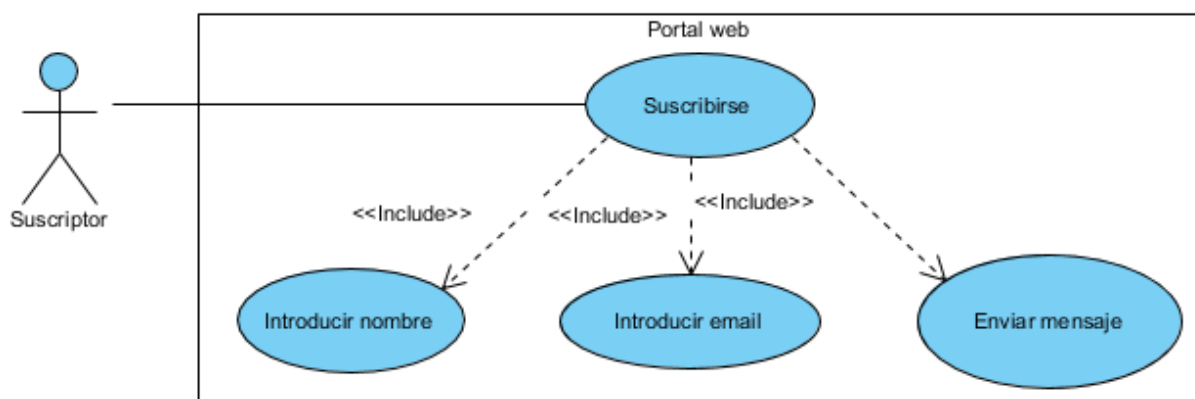 Portal web
Suscribirse
Suscriptor
<<Include>>
<<Include>>
<<Include>>
Introducir nombre
Introducir email
Enviar mensaje